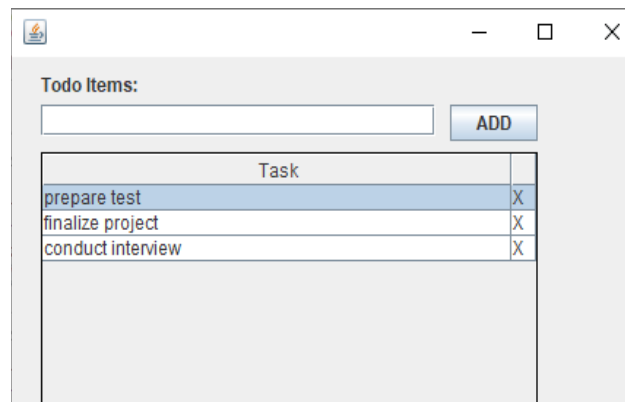 Todo Items:
ADD
Task
prepare test X
finalize project X
conduct interview X